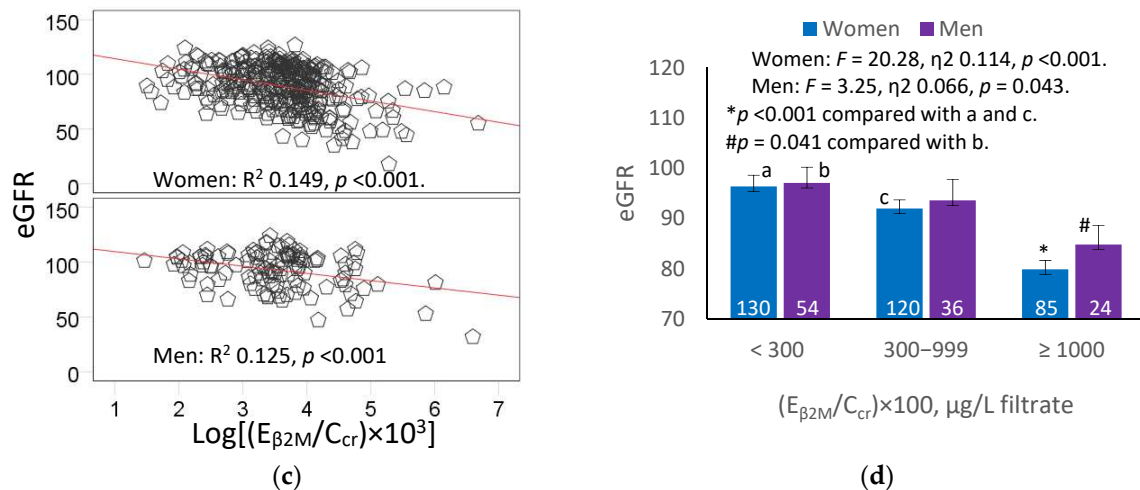 eGFR
150
100
50
0
Women: R² 0.149, p <0.001.
150
100
50
0
Men: R² 0.125, p <0.001
1 2 3 4 5 6 7
Log[(Eβ2M/Ccr)×10³]
(c)
Women Men
Women: F = 20.28, η2 0.114, p <0.001.
Men: F = 3.25, η2 0.066, p = 0.043.
*p <0.001 compared with a and c.
#p = 0.041 compared with b.
eGFR
120
110
100
90
80
70
a b c * #
130 54 120 36 85 24
< 300 300−999 ≥ 1000
(Eβ2M/Ccr)×100, µg/L filtrate
(d)